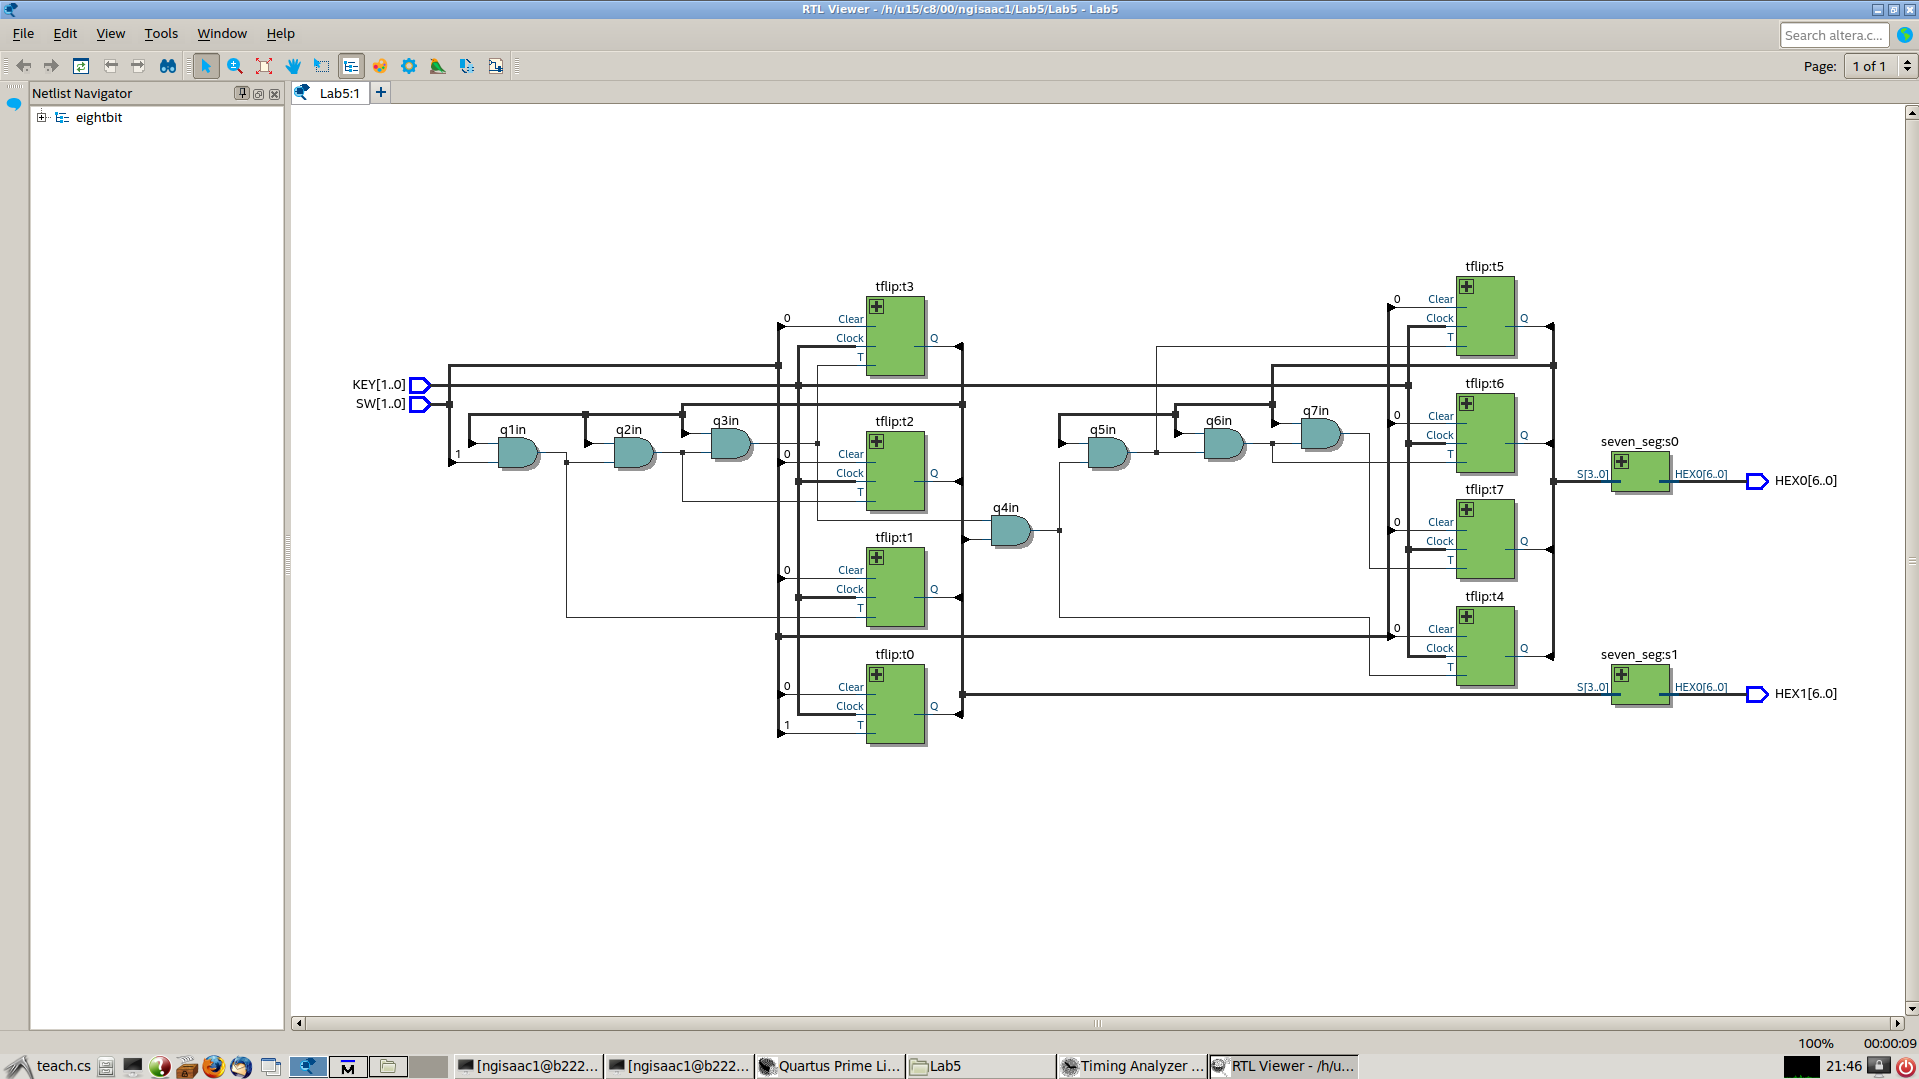 RTL Viewer - /h/u15/c8/00/ngisaac1/Lab5/Lab5 - Lab5
File Edit View Tools Window Help
Search altera.c...
Page: 1 of 1
Netlist Navigator
Lab5:1
eightbit
tflip:t5
tflip:t3
0 Clear
Clock Q
T
0 Clear
Clock Q
T
KEY[1..0]
SW[1..0]
tflip:t6
q1in
q2in
q3in
tflip:t2
q5in
q6in
q7in
0 Clear
Clock Q
T
1
0 Clear
Clock Q
T
seven_seg:s0
S[3..0] HEX0[6..0] HEX0[6..0]
tflip:t7
q4in
0 Clear
Clock Q
T
tflip:t1
0 Clear
Clock Q
T
tflip:t4
0 Clear
Clock Q
T
tflip:t0
0 Clear
Clock Q
1 T
seven_seg:s1
S[3..0] HEX0[6..0] HEX1[6..0]
100% 00:00:09
teach.cs [ngisaac1@b222... [ngisaac1@b222... Quartus Prime Li... Lab5 Timing Analyzer ... RTL Viewer - /h/u... 21:46